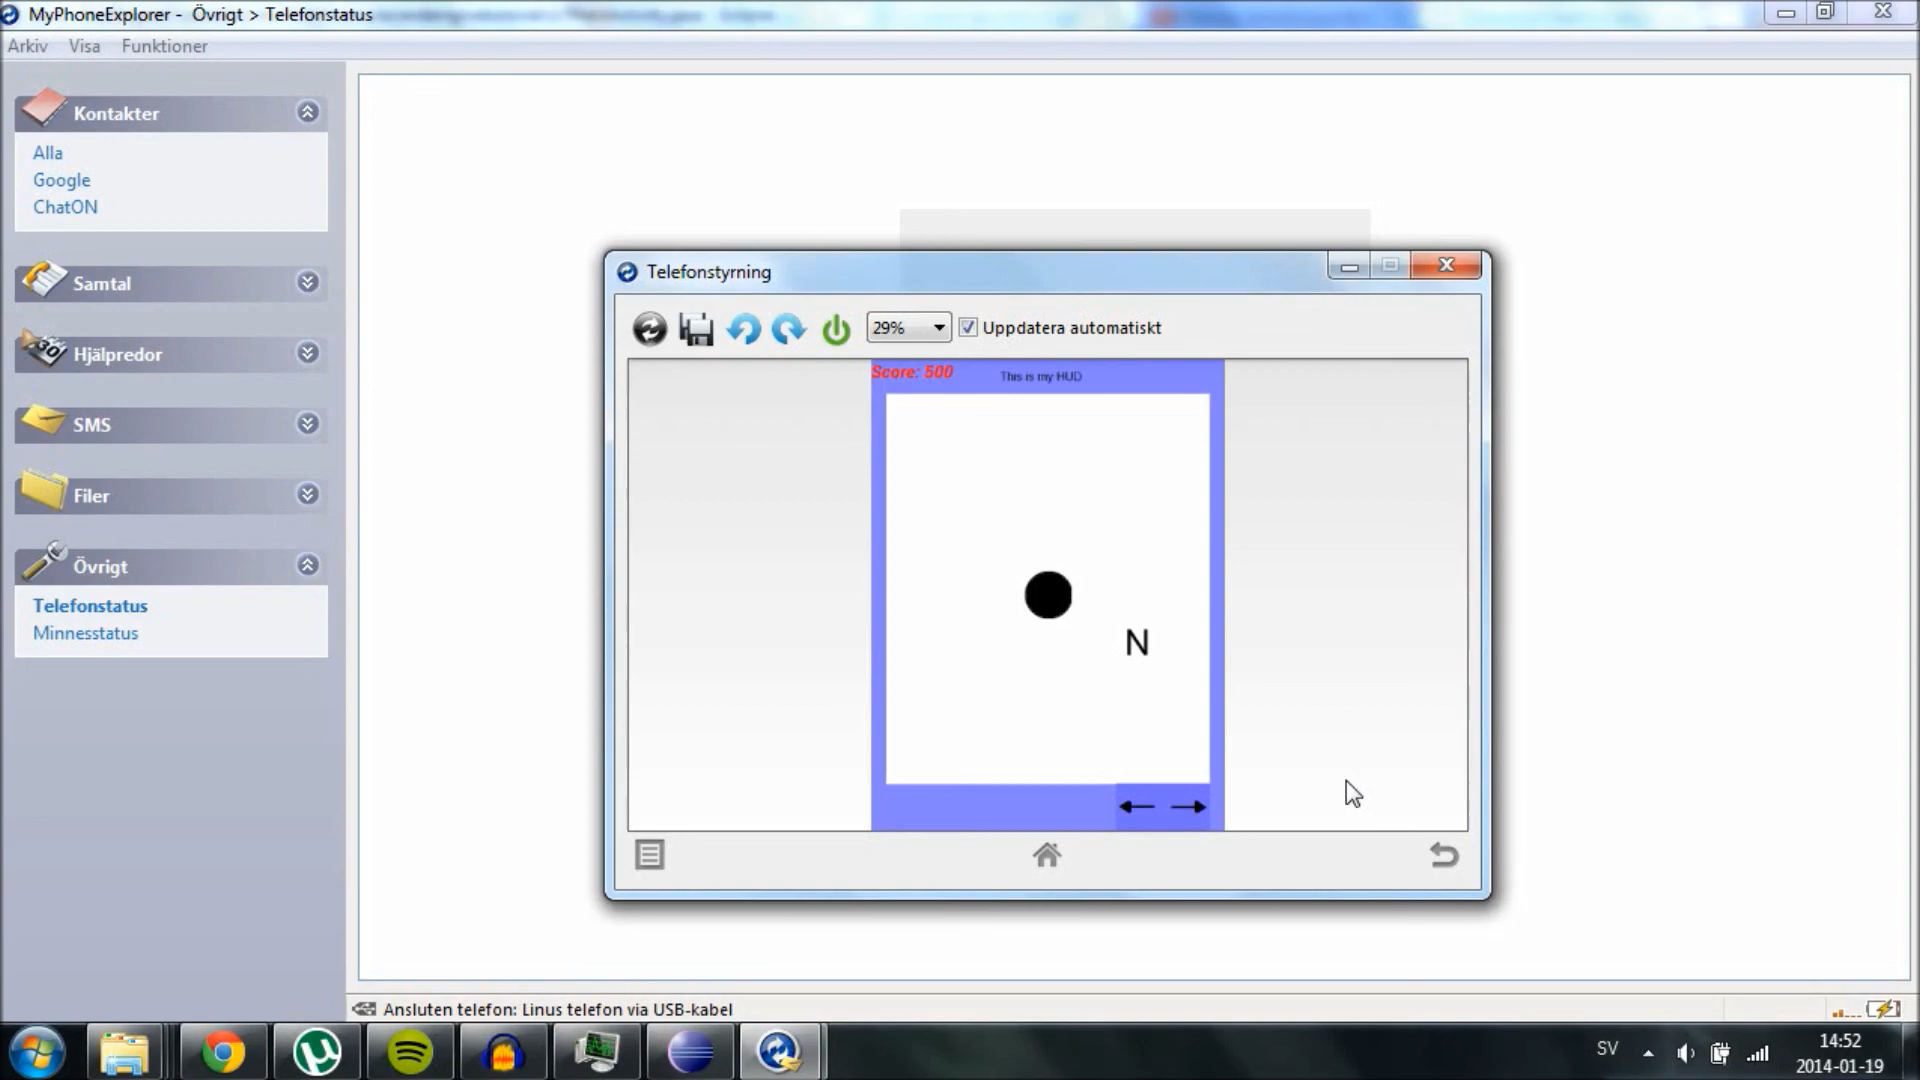 MyPhoneExplorer - Övrigt > Telefonstatus
Arkiv Visa Funktioner
Kontakter
Alla
Google
ChatON
Samtal
30 Hjälpredor
SMS
Filer
Övrigt
Telefonstatus
Minnesstatus
Telefonstyrning
29% Uppdatera automatiskt
Score: 500 This is my HUD
N
Ansluten telefon: Linus telefon via USB-kabel
SV
14:52
2014-01-19